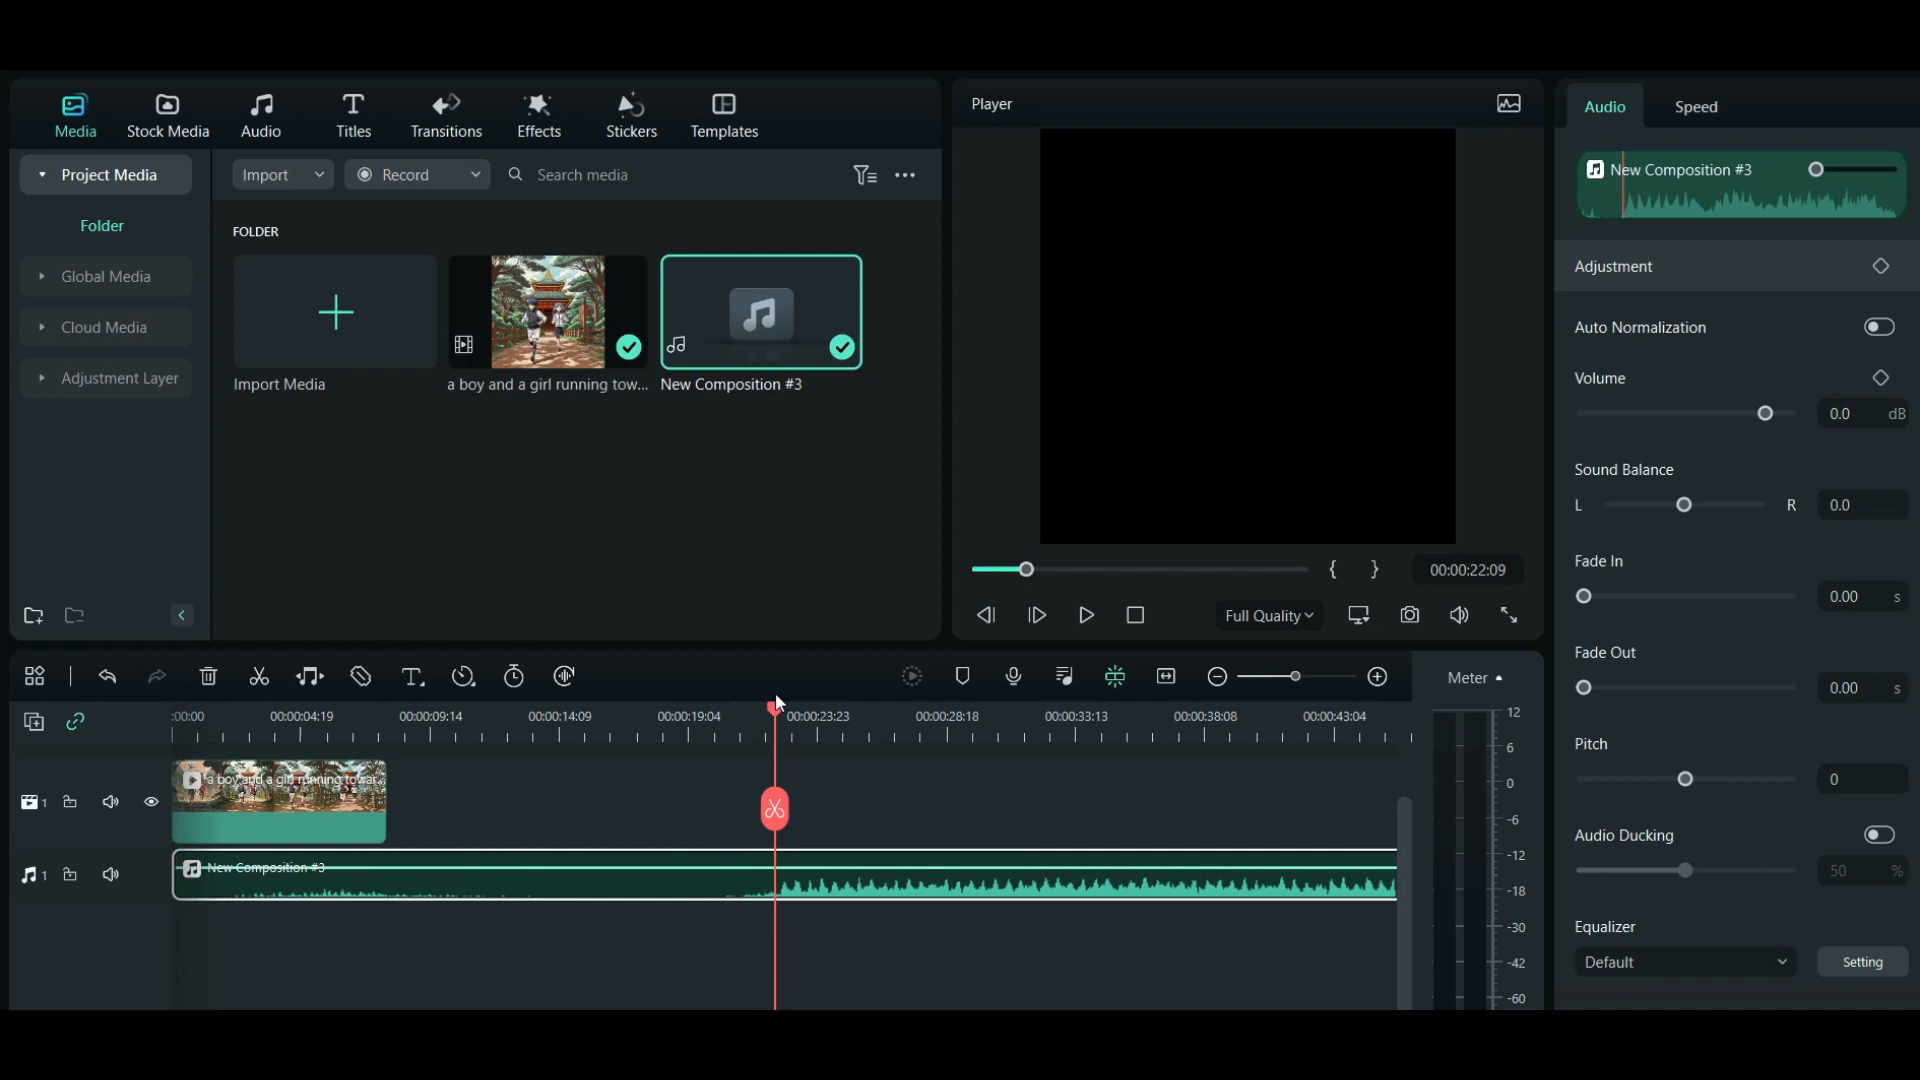 Media
Stock Media
Audio
Titles
Transitions
Effects
Stickers
Templates
Project Media
Folder
Global Media
Cloud Media
Adjustment Layer
Import
Record
Search media
FOLDER
Import Media
a boy and a girl running tow...
New Composition #3
Player
00:00:22:09
Full Quality
Audio
Speed
New Composition #3
Adjustment
Auto Normalization
Volume
0.0 dB
Sound Balance
L R 0.0
Fade In
0.00 s
Fade Out
0.00 s
Pitch
0
Audio Ducking
50 %
Equalizer
Default
Setting
Meter
:00:00 00:00:04:19 00:00:09:14 00:00:14:09 00:00:19:04 00:00:23:23 00:00:28:18 00:00:33:13 00:00:38:08 00:00:43:04
1
a boy and a girl running towar...
1
New Composition #3
12
6
0
-6
-12
-18
-30
-42
-60